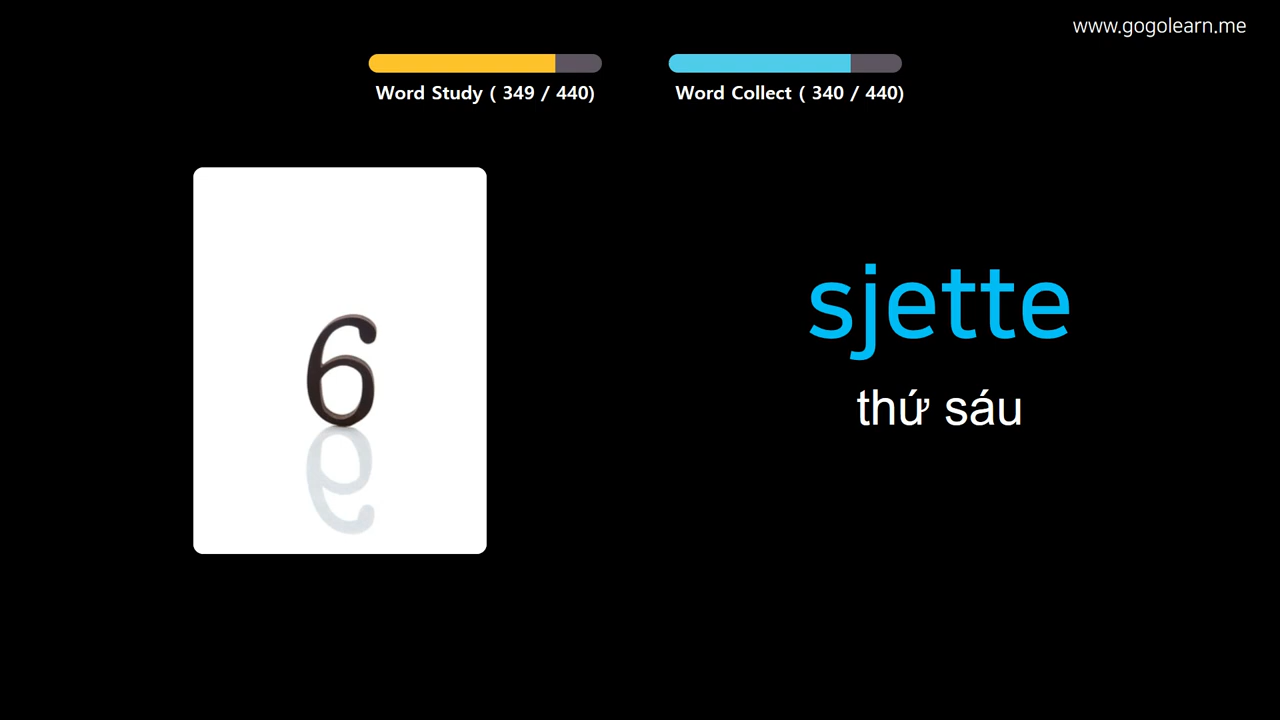 www.gogolearn.me
Word Study ( 349 / 440)
Word Collect ( 340 / 440)
6
sjette
thứ sáu